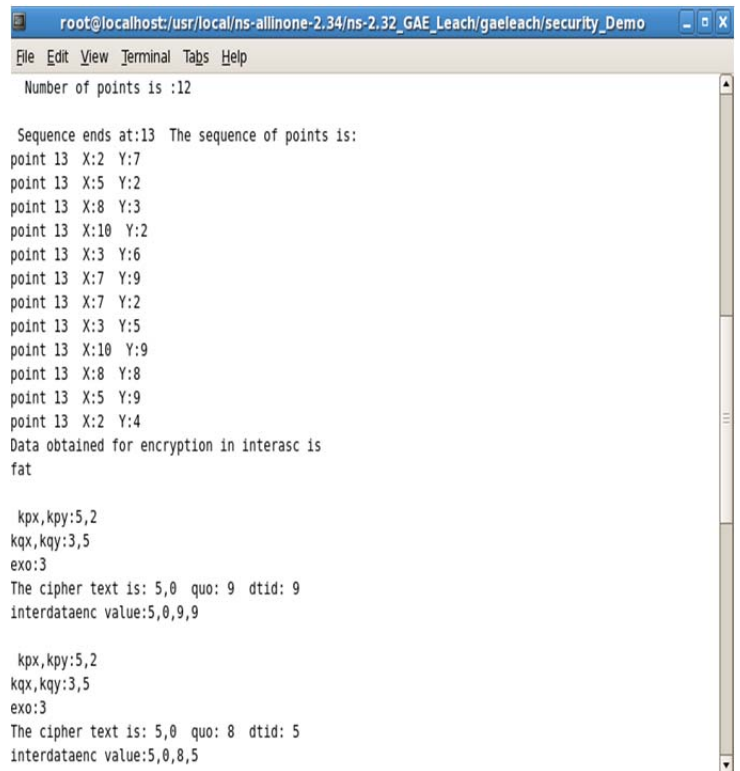 root@localhost:/usr/local/ns-allinone-2.34/ns-2.32_GAE_Leach/gaeleach/security_Demo
File Edit View Terminal Tabs Help
Number of points is :12
Sequence ends at:13 The sequence of points is:
point 13 X:2 Y:7
point 13 X:5 Y:2
point 13 X:8 Y:3
point 13 X:10 Y:2
point 13 X:3 Y:6
point 13 X:7 Y:9
point 13 X:7 Y:2
point 13 X:3 Y:5
point 13 X:10 Y:9
point 13 X:8 Y:8
point 13 X:5 Y:9
point 13 X:2 Y:4
Data obtained for encryption in interasc is
fat
kpx,kpy:5,2
kqx,kqy:3,5
exo:3
The cipher text is: 5,0 quo: 9 dtid: 9
interdataenc value:5,0,9,9
kpx,kpy:5,2
kqx,kqy:3,5
exo:3
The cipher text is: 5,0 quo: 8 dtid: 5
interdataenc value:5,0,8,5